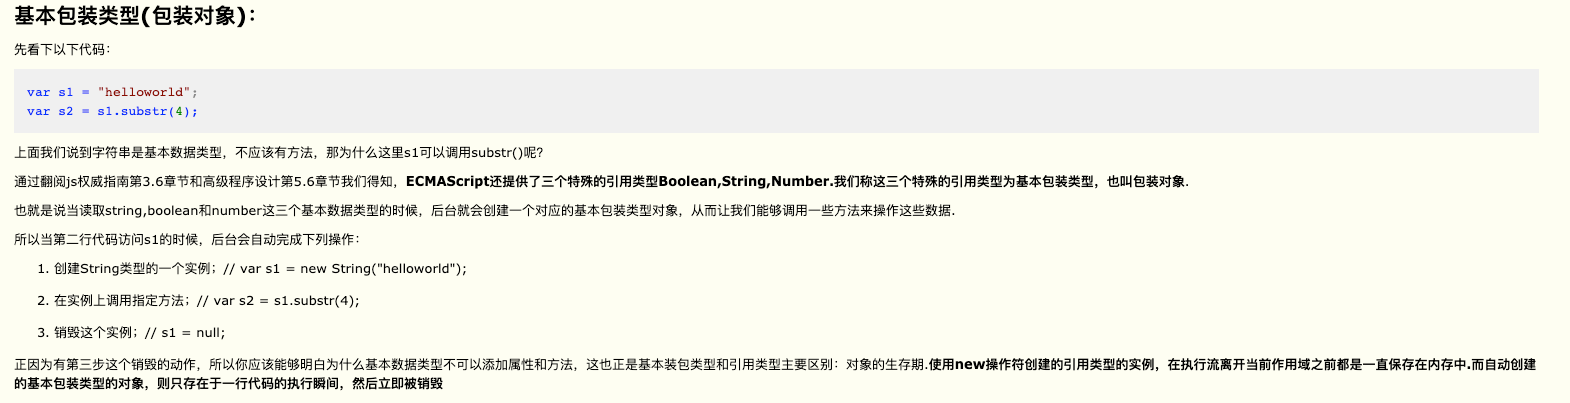 基本包装类型(包装对象)：
先看下以下代码：
var s1 = "helloworld";
var s2 = s1.substr(4);
上面我们说到字符串是基本数据类型，不应该有方法，那为什么这里s1可以调用substr()呢？
通过翻阅js权威指南第3.6章节和高级程序设计第5.6章节我们得知，ECMAScript还提供了三个特殊的引用类型Boolean,String,Number.我们称这三个特殊的引用类型为基本包装类型，也叫包装对象.
也就是说当读取string,boolean和number这三个基本数据类型的时候，后台就会创建一个对应的基本包装类型对象，从而让我们能够调用一些方法来操作这些数据.
所以当第二行代码访问s1的时候，后台会自动完成下列操作：
1. 创建String类型的一个实例；// var s1 = new String("helloworld");
2. 在实例上调用指定方法；// var s2 = s1.substr(4);
3. 销毁这个实例；// s1 = null;
正因为有第三步这个销毁的动作，所以你应该能够明白为什么基本数据类型不可以添加属性和方法，这也正是基本装包类型和引用类型主要区别：对象的生存期.使用new操作符创建的引用类型的实例，在执行流离开当前作用域之前都是一直保存在内存中.而自动创建
的基本包装类型的对象，则只存在于一行代码的执行瞬间，然后立即被销毁